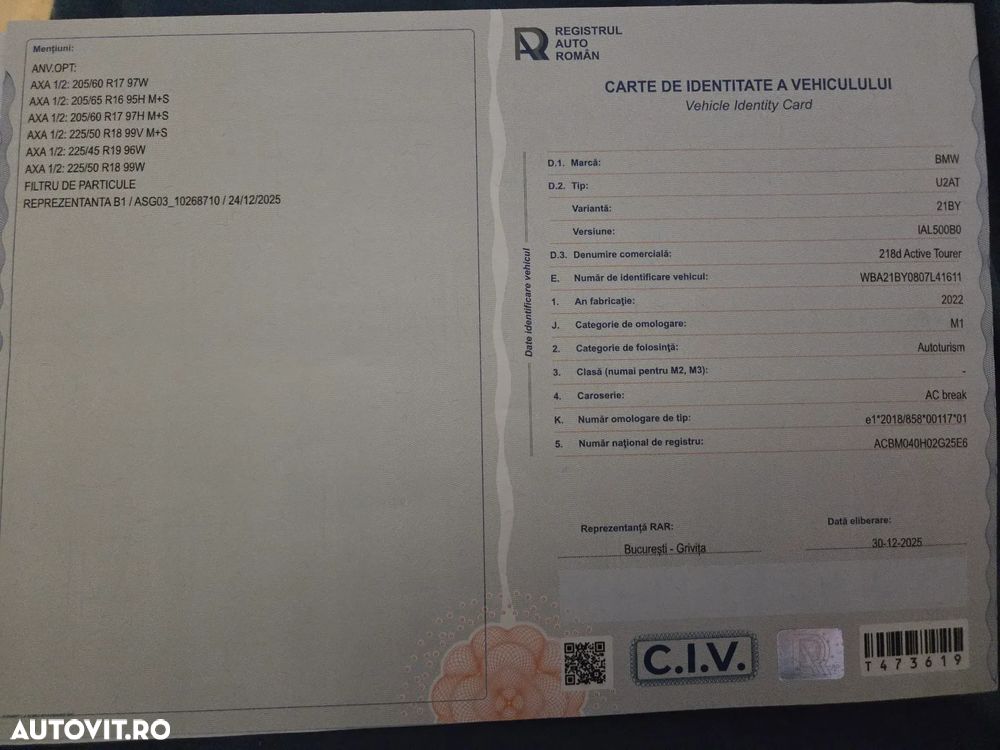 Mențiuni:
ANV.OPT:
AXA 1/2: 205/60 R17 97W
AXA 1/2: 205/65 R16 95H M+S
AXA 1/2: 205/60 R17 97H M+S
AXA 1/2: 225/50 R18 99V M+S
AXA 1/2: 225/45 R19 96W
AXA 1/2: 225/50 R18 99W
FILTRU DE PARTICULE
REPREZENTANTA B1 / ASG03_10268710 / 24/12/2025
REGISTRUL
AUTO
ROMÂN
CARTE DE IDENTITATE A VEHICULULUI
Vehicle Identity Card
Date identificare vehicul
D.1. Marcă: BMW
D.2. Tip: U2AT
Variantă: 21BY
Versiune: IAL500B0
D.3. Denumire comercială: 218d Active Tourer
E. Număr de identificare vehicul: WBA21BY0807L41611
1. An fabricație: 2022
J. Categorie de omologare: M1
2. Categorie de folosință: Autoturism
3. Clasă (numai pentru M2, M3): -
4. Caroserie: AC break
K. Număr omologare de tip: e1*2018/858*00117*01
5. Număr național de registru: ACBM040H02G25E6
Reprezentanță RAR: Dată eliberare:
București - Grivița 30-12-2025
C.I.V.
T473619
AUTOVIT.RO